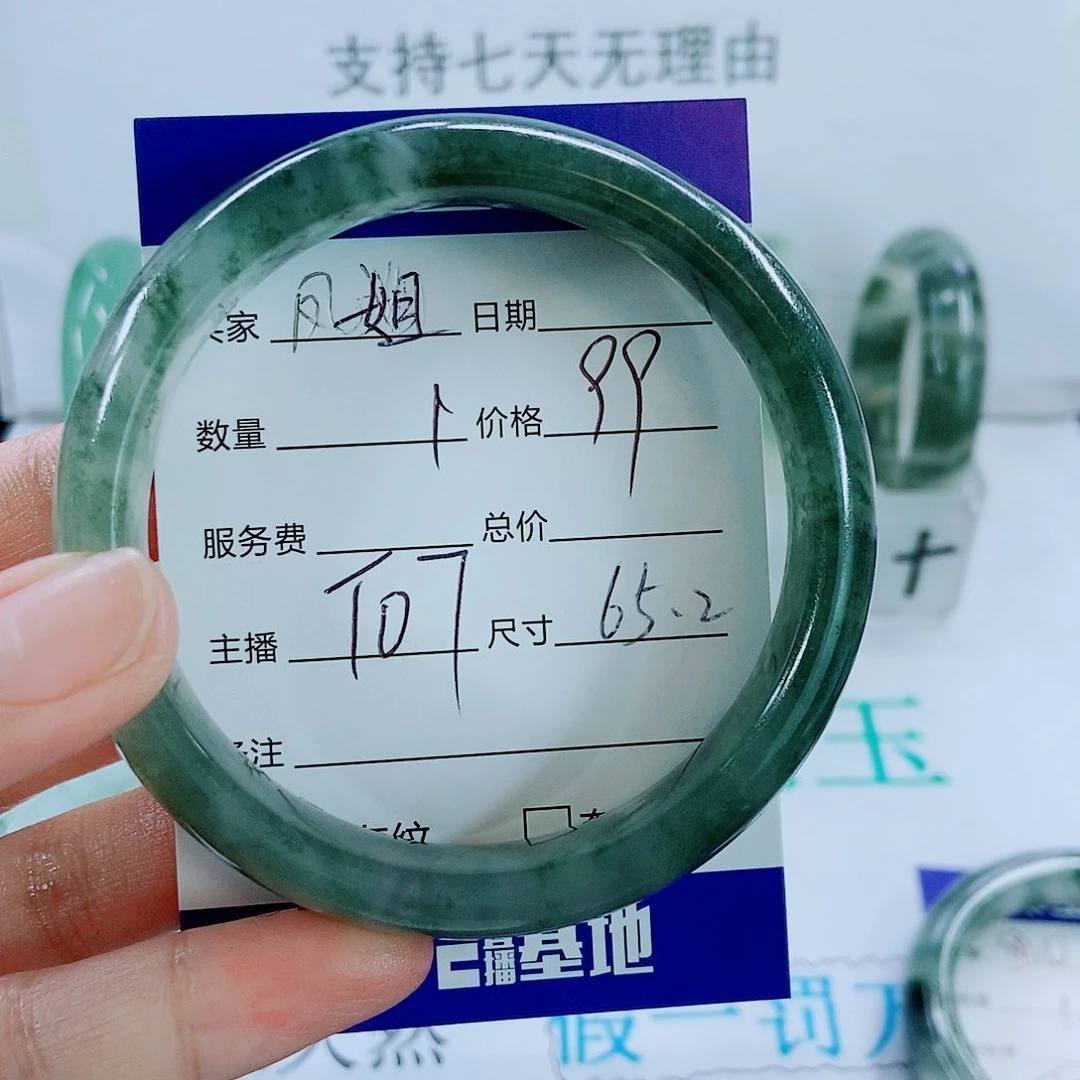 支持七天无理由
家 凤姐 日期
数量 1 价格 99
服务费 总价
主播 107 尺寸 65.2
注
玉
播基地
天然 假一罚万